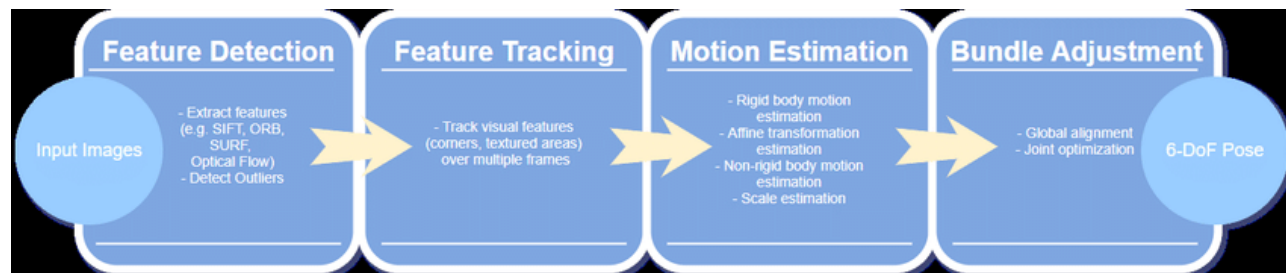 Input Images
Feature Detection
- Extract features
(e.g. SIFT, ORB,
SURF,
Optical Flow)
- Detect Outliers
Feature Tracking
- Track visual features
(corners, textured areas)
over multiple frames
Motion Estimation
- Rigid body motion
estimation
- Affine transformation
estimation
- Non-rigid body motion
estimation
- Scale estimation
Bundle Adjustment
- Global alignment
- Joint optimization
6-DoF Pose